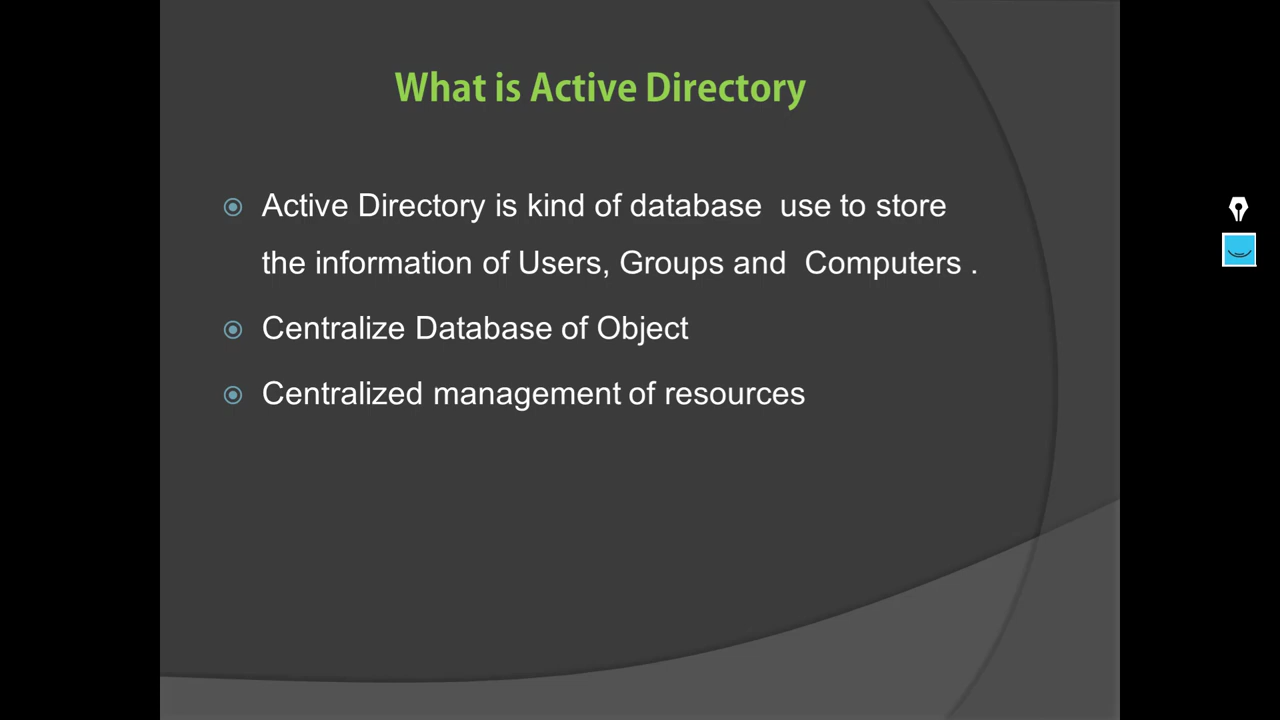 What is Active Directory
Active Directory is kind of database  use to store
the information of Users, Groups and  Computers .
Centralize Database of Object
Centralized management of resources